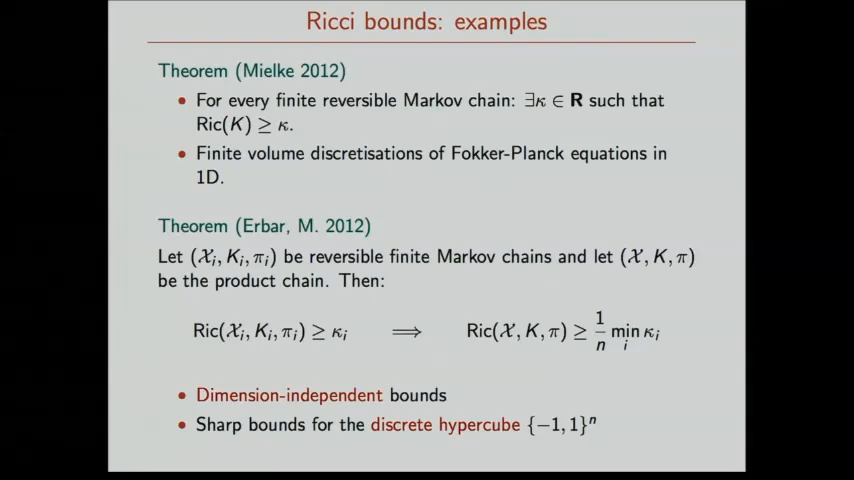 Ricci bounds: examples
Theorem (Mielke 2012)
• For every finite reversible Markov chain: ∃κ ∈ R such that
Ric(K) ≥ κ.
• Finite volume discretisations of Fokker-Planck equations in
1D.
Theorem (Erbar, M. 2012)
Let (𝒳ᵢ, Kᵢ, πᵢ) be reversible finite Markov chains and let (𝒳, K, π)
be the product chain. Then:
Ric(𝒳ᵢ, Kᵢ, πᵢ) ≥ κᵢ ⟹ Ric(𝒳, K, π) ≥ 1/n min_i κᵢ
• Dimension-independent bounds
• Sharp bounds for the discrete hypercube {−1, 1}ⁿ